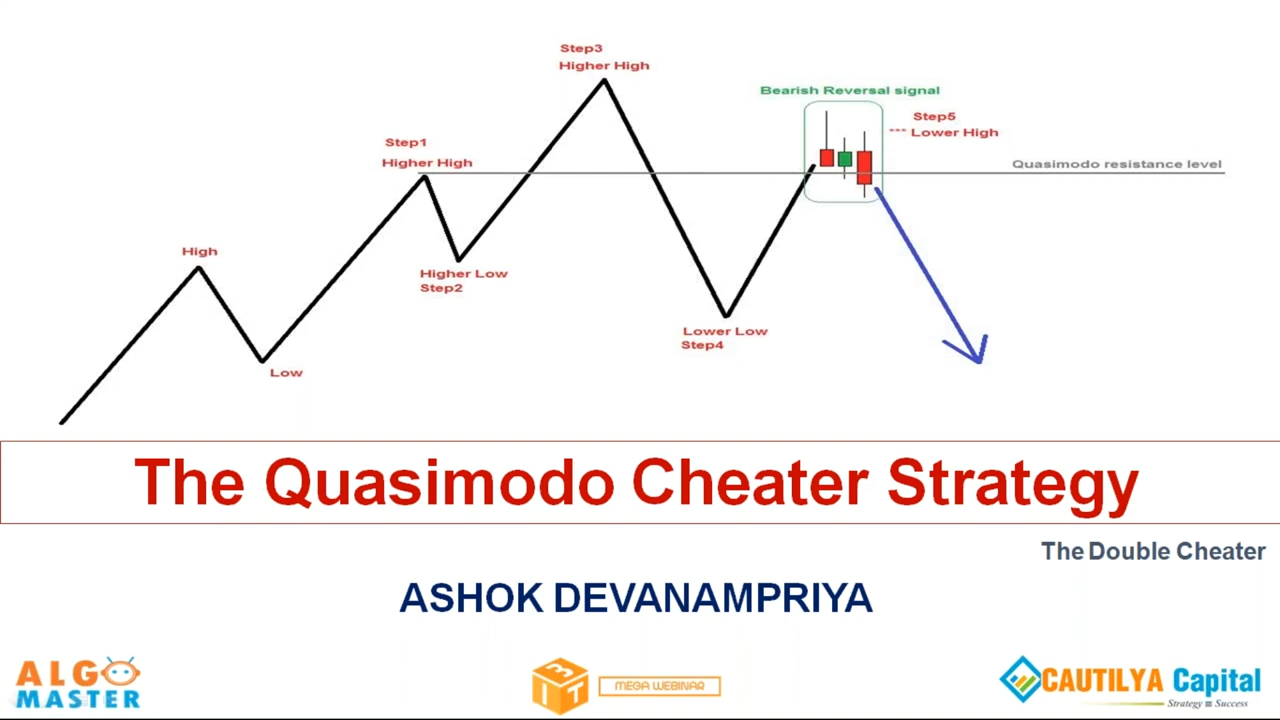 Step3
Higher High
Bearish Reversal signal
Step5
--- Lower High
Step1
Higher High
Quasimodo resistance level
High
Higher Low
Step2
Lower Low
Step4
Low
The Quasimodo Cheater Strategy
The Double Cheater
ASHOK DEVANAMPRIYA
ALGO
MASTER
3
IT
MEGA WEBINAR
CAUTILYA Capital
Strategy = Success